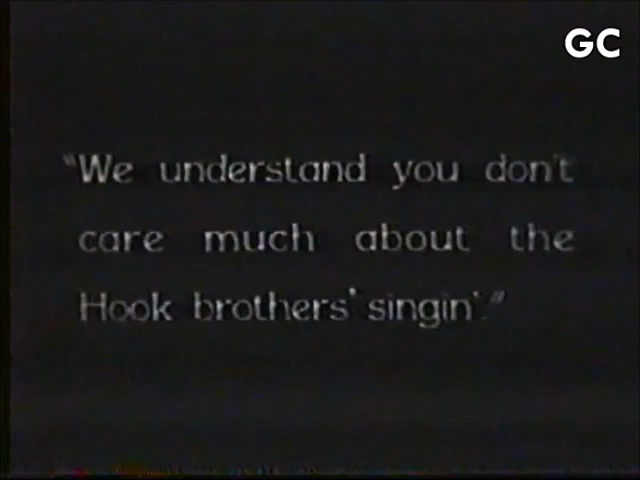 GC
"We understand you don't
care much about the
Hook brothers' singin'."